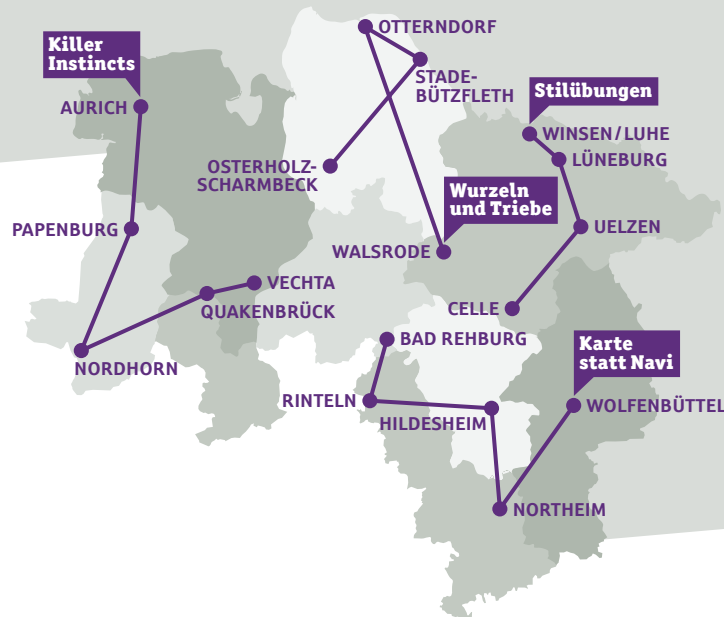 OTTERNDORF
Killer
Instincts
STADE-
BÜTZFLETH
Stilübungen
AURICH
WINSEN/LUHE
LÜNEBURG
OSTERHOLZ-
SCHARMBECK
Wurzeln
und Triebe
PAPENBURG
UELZEN
WALSRODE
VECHTA
QUAKENBRÜCK
CELLE
BAD REHBURG
Karte
statt Navi
NORDHORN
RINTELN
WOLFENBÜTTEL
HILDESHEIM
NORTHEIM